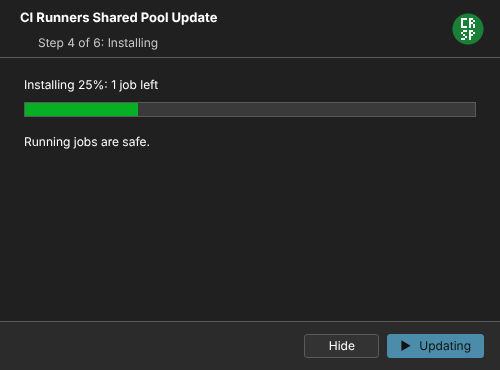 CI Runners Shared Pool Update
Step 4 of 6: Installing
CR
SP
Installing 25%: 1 job left
Running jobs are safe.
Hide
Updating